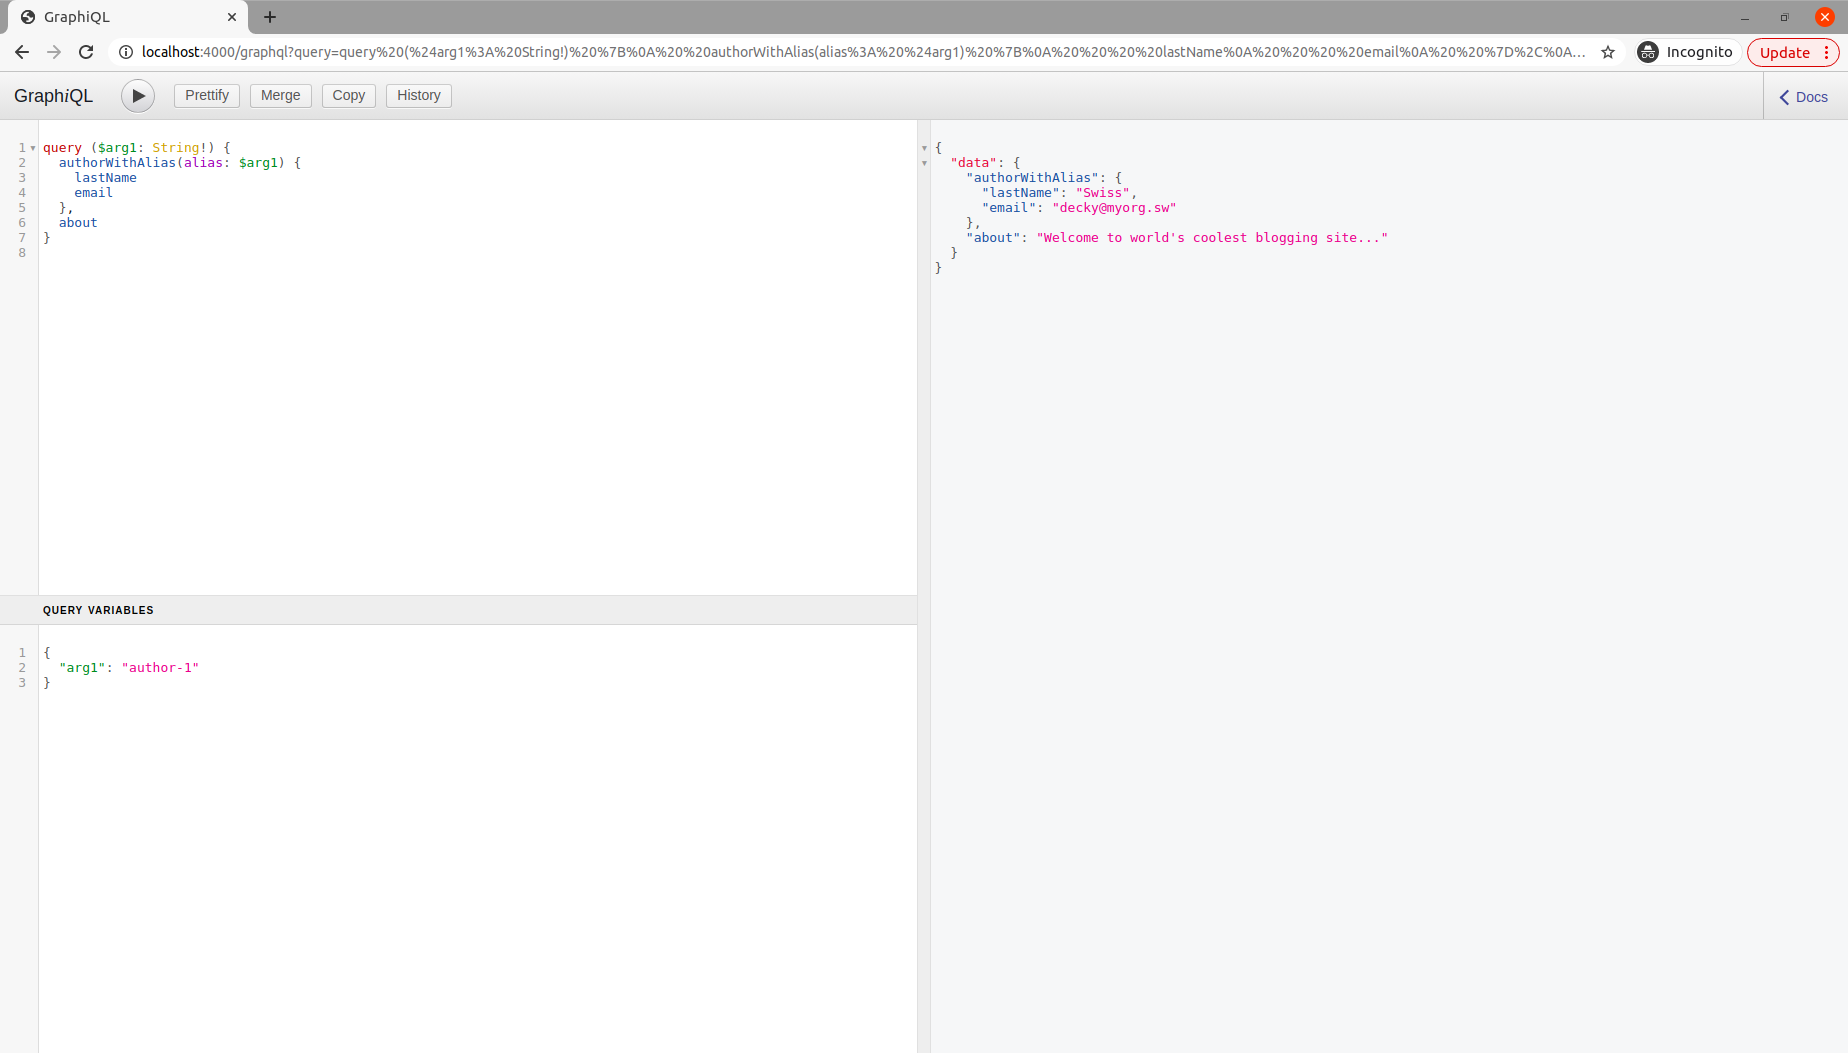 GraphiQL
localhost:4000/graphql?query=query%20(%24arg1%3A%20String!)%20%7B%0A%20%20authorWithAlias(alias%3A%20%24arg1)%20%7B%0A%20%20%20%20lastName%0A%20%20%20%20email%0A%20%20%7D%2C%0A...
Incognito
Update
GraphiQL
Prettify
Merge
Copy
History
Docs
1 query ($arg1: String!) {
2   authorWithAlias(alias: $arg1) {
3     lastName
4     email
5   },
6   about
7 }
8
QUERY VARIABLES
1 {
2   "arg1": "author-1"
3 }
{
  "data": {
    "authorWithAlias": {
      "lastName": "Swiss",
      "email": "decky@myorg.sw"
    },
    "about": "Welcome to world's coolest blogging site..."
  }
}